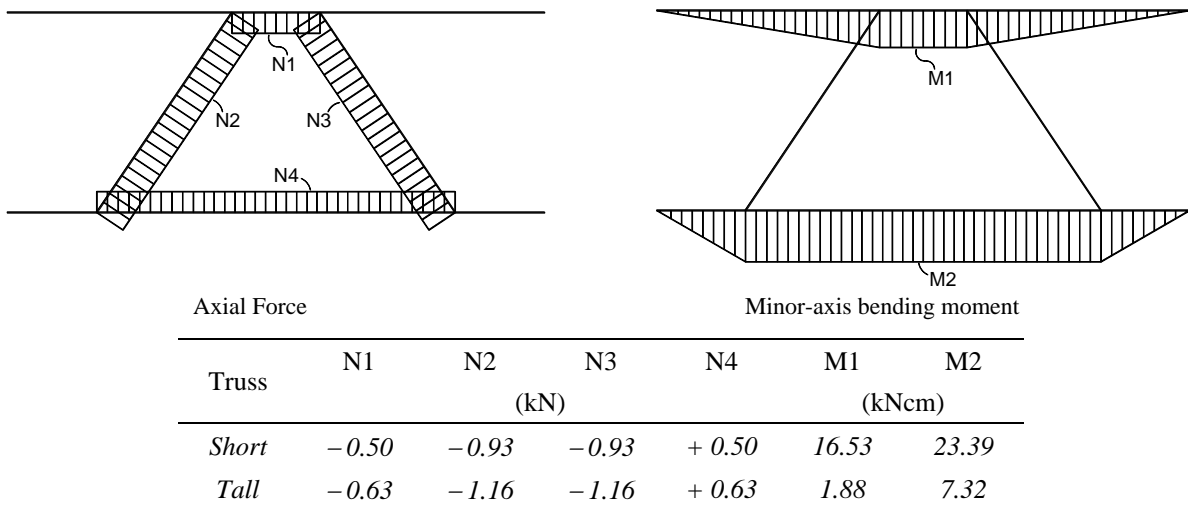 N1
N2
N3
N4
M1
M2
Axial Force
Minor-axis bending moment
Truss N1 N2 N3 N4 M1 M2
(kN) (kNcm)
Short −0.50 −0.93 −0.93 +0.50 16.53 23.39
Tall −0.63 −1.16 −1.16 +0.63 1.88 7.32